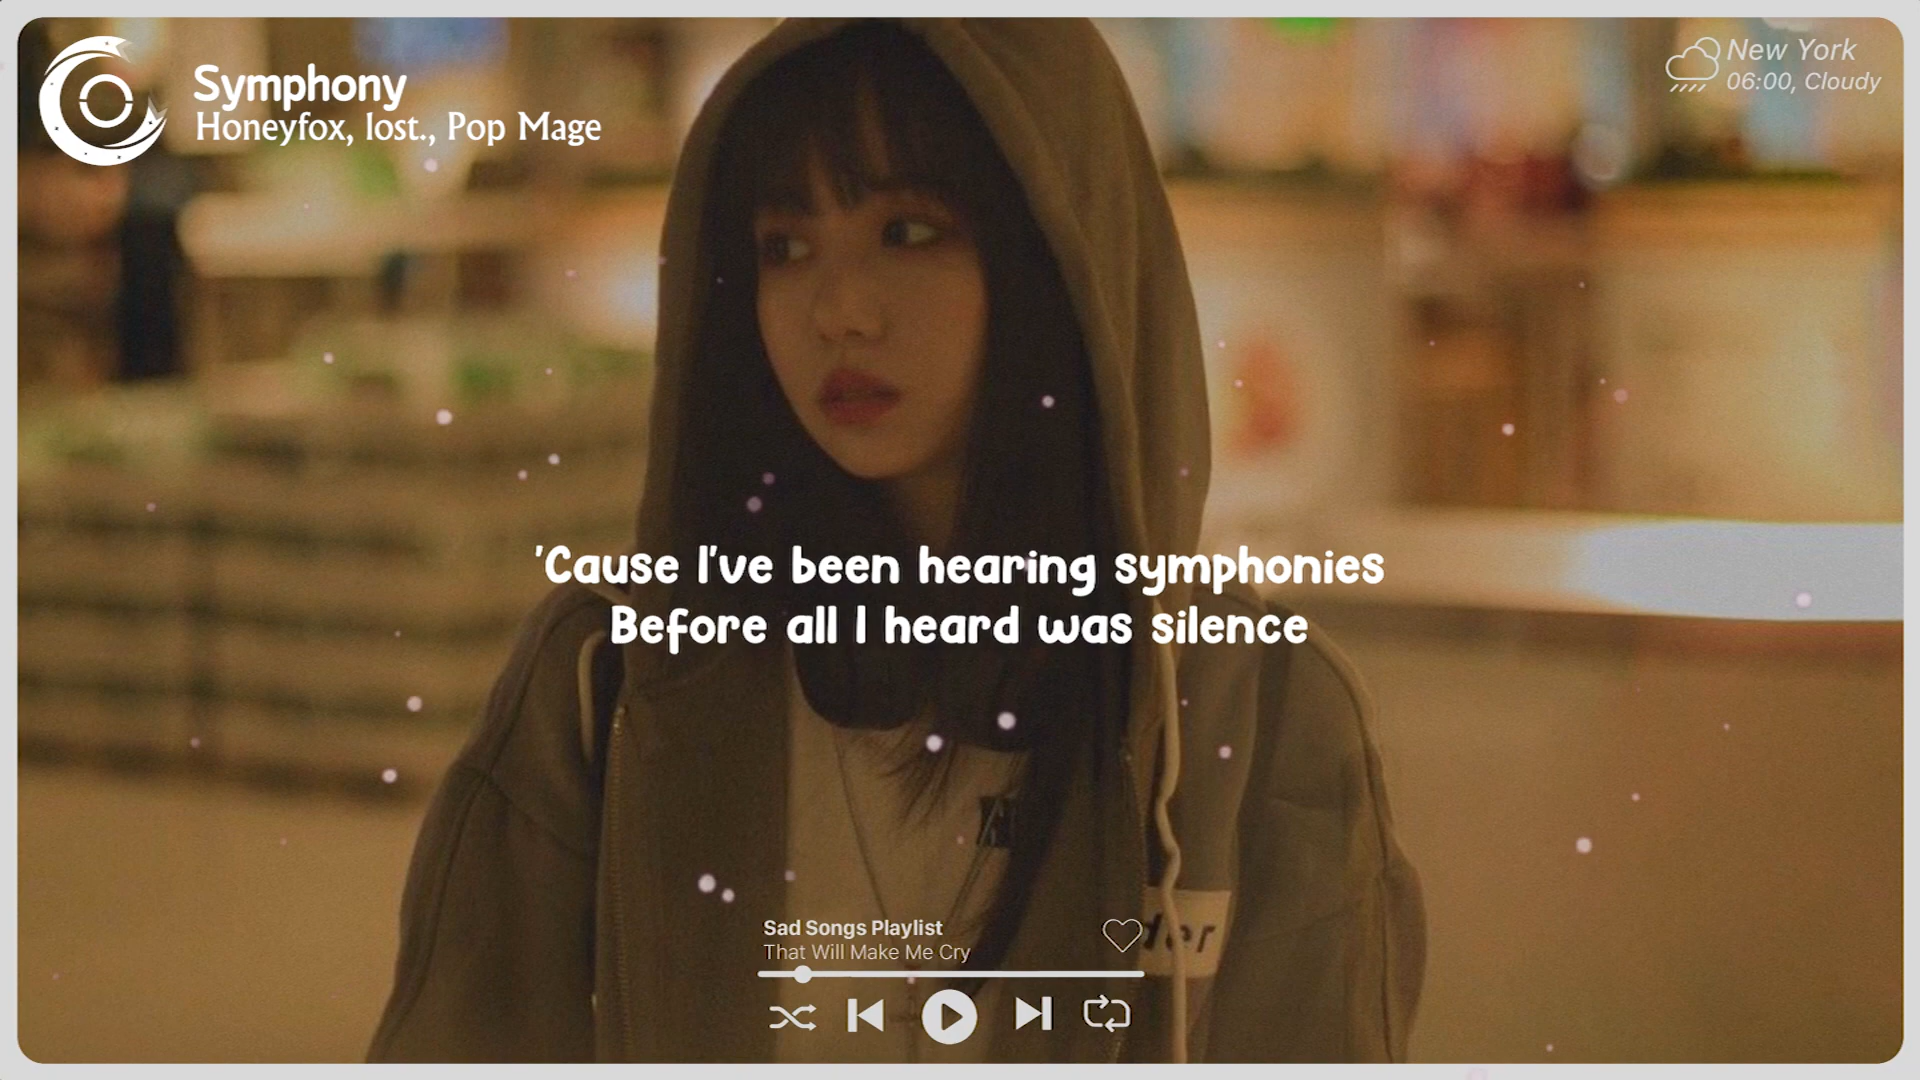 Symphony
Honeyfox, lost., Pop Mage
New York
06:00, Cloudy
'Cause I've been hearing symphonies
Before all I heard was silence
der
Sad Songs Playlist
That Will Make Me Cry